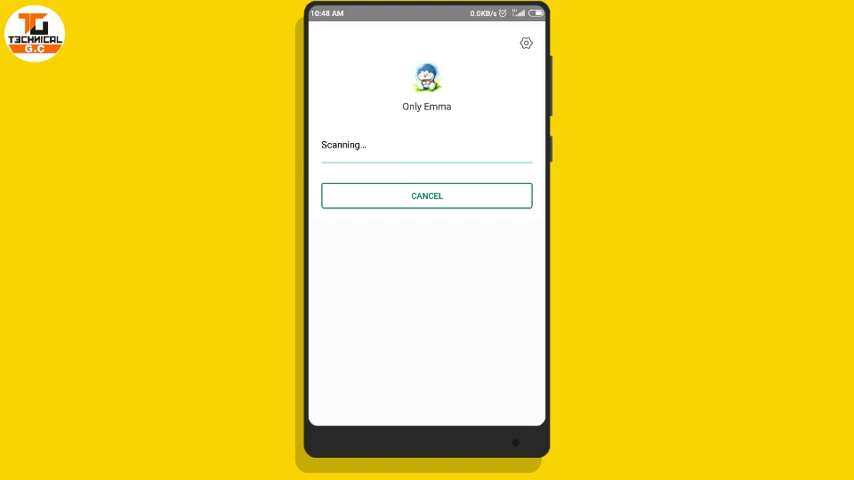 TECHNICAL
G.C
10:48 AM
0.0KB/s
Only Emma
Scanning...
CANCEL